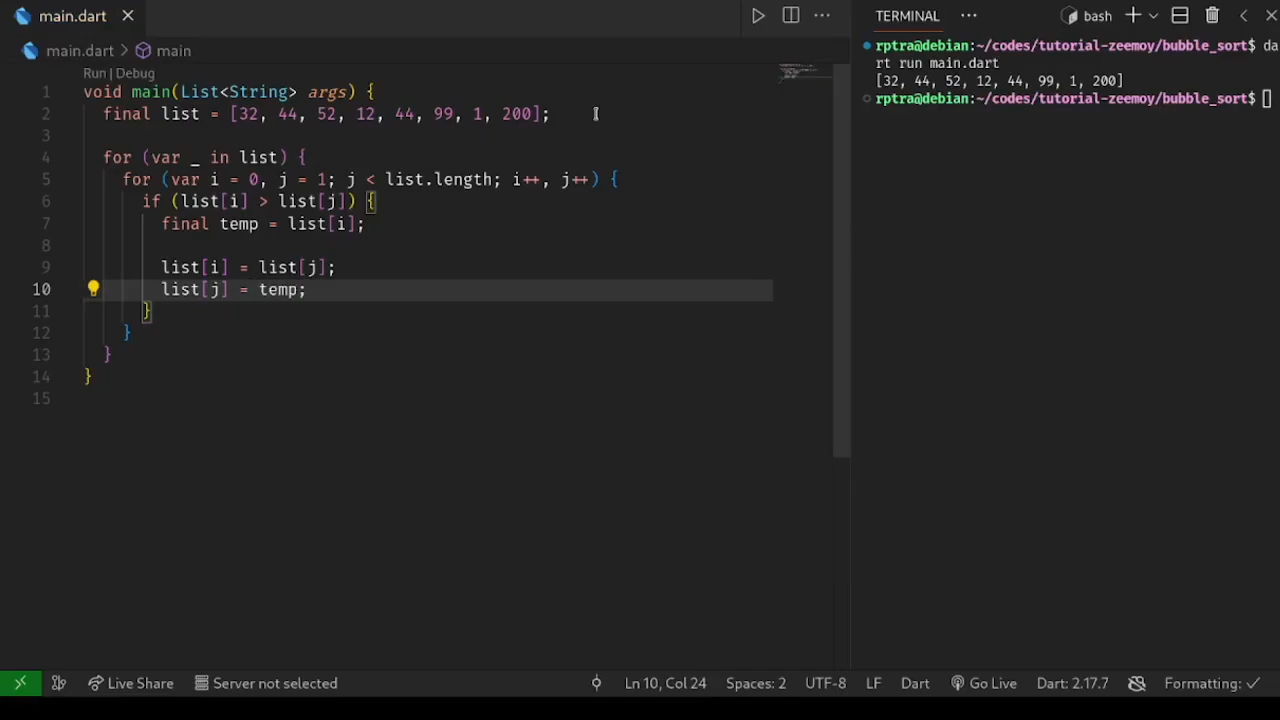 main.dart
TERMINAL
bash
main.dart
main
Run | Debug
1 void main(List<String> args) {
2   final list = [32, 44, 52, 12, 44, 99, 1, 200];
3
4   for (var _ in list) {
5     for (var i = 0, j = 1; j < list.length; i++, j++) {
6       if (list[i] > list[j]) {
7         final temp = list[i];
8
9         list[i] = list[j];
10         list[j] = temp;
11       }
12     }
13   }
14 }
15
rptra@debian:~/codes/tutorial-zeemoy/bubble_sort$ da
rt run main.dart
[32, 44, 52, 12, 44, 99, 1, 200]
rptra@debian:~/codes/tutorial-zeemoy/bubble_sort$
Live Share
Server not selected
Ln 10, Col 24
Spaces: 2
UTF-8
LF
Dart
Go Live
Dart: 2.17.7
Formatting: ✓